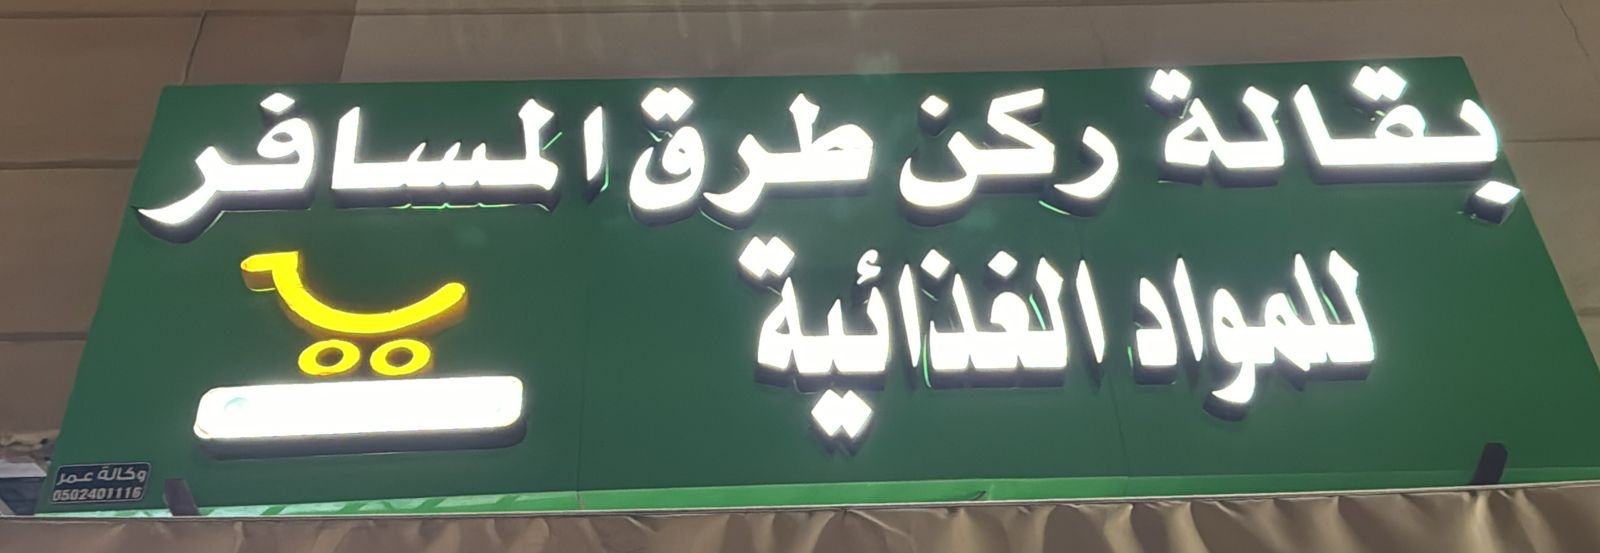 بقالة ركن طرق المسافر
للمواد الغذائية
وكالة عمر
0502401116